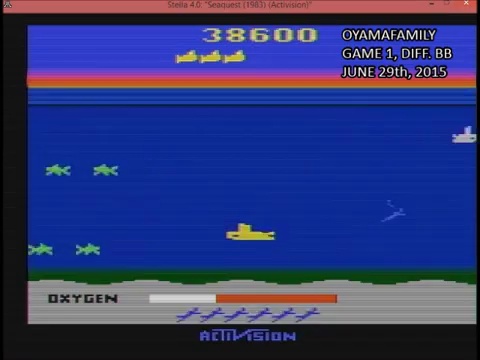 Stella 4.0: "Seaquest (1983) (Activision)"
38600
OYAMAFAMILY
GAME 1, DIFF. BB
JUNE 29th, 2015
OXYGEN
ACTIVISION